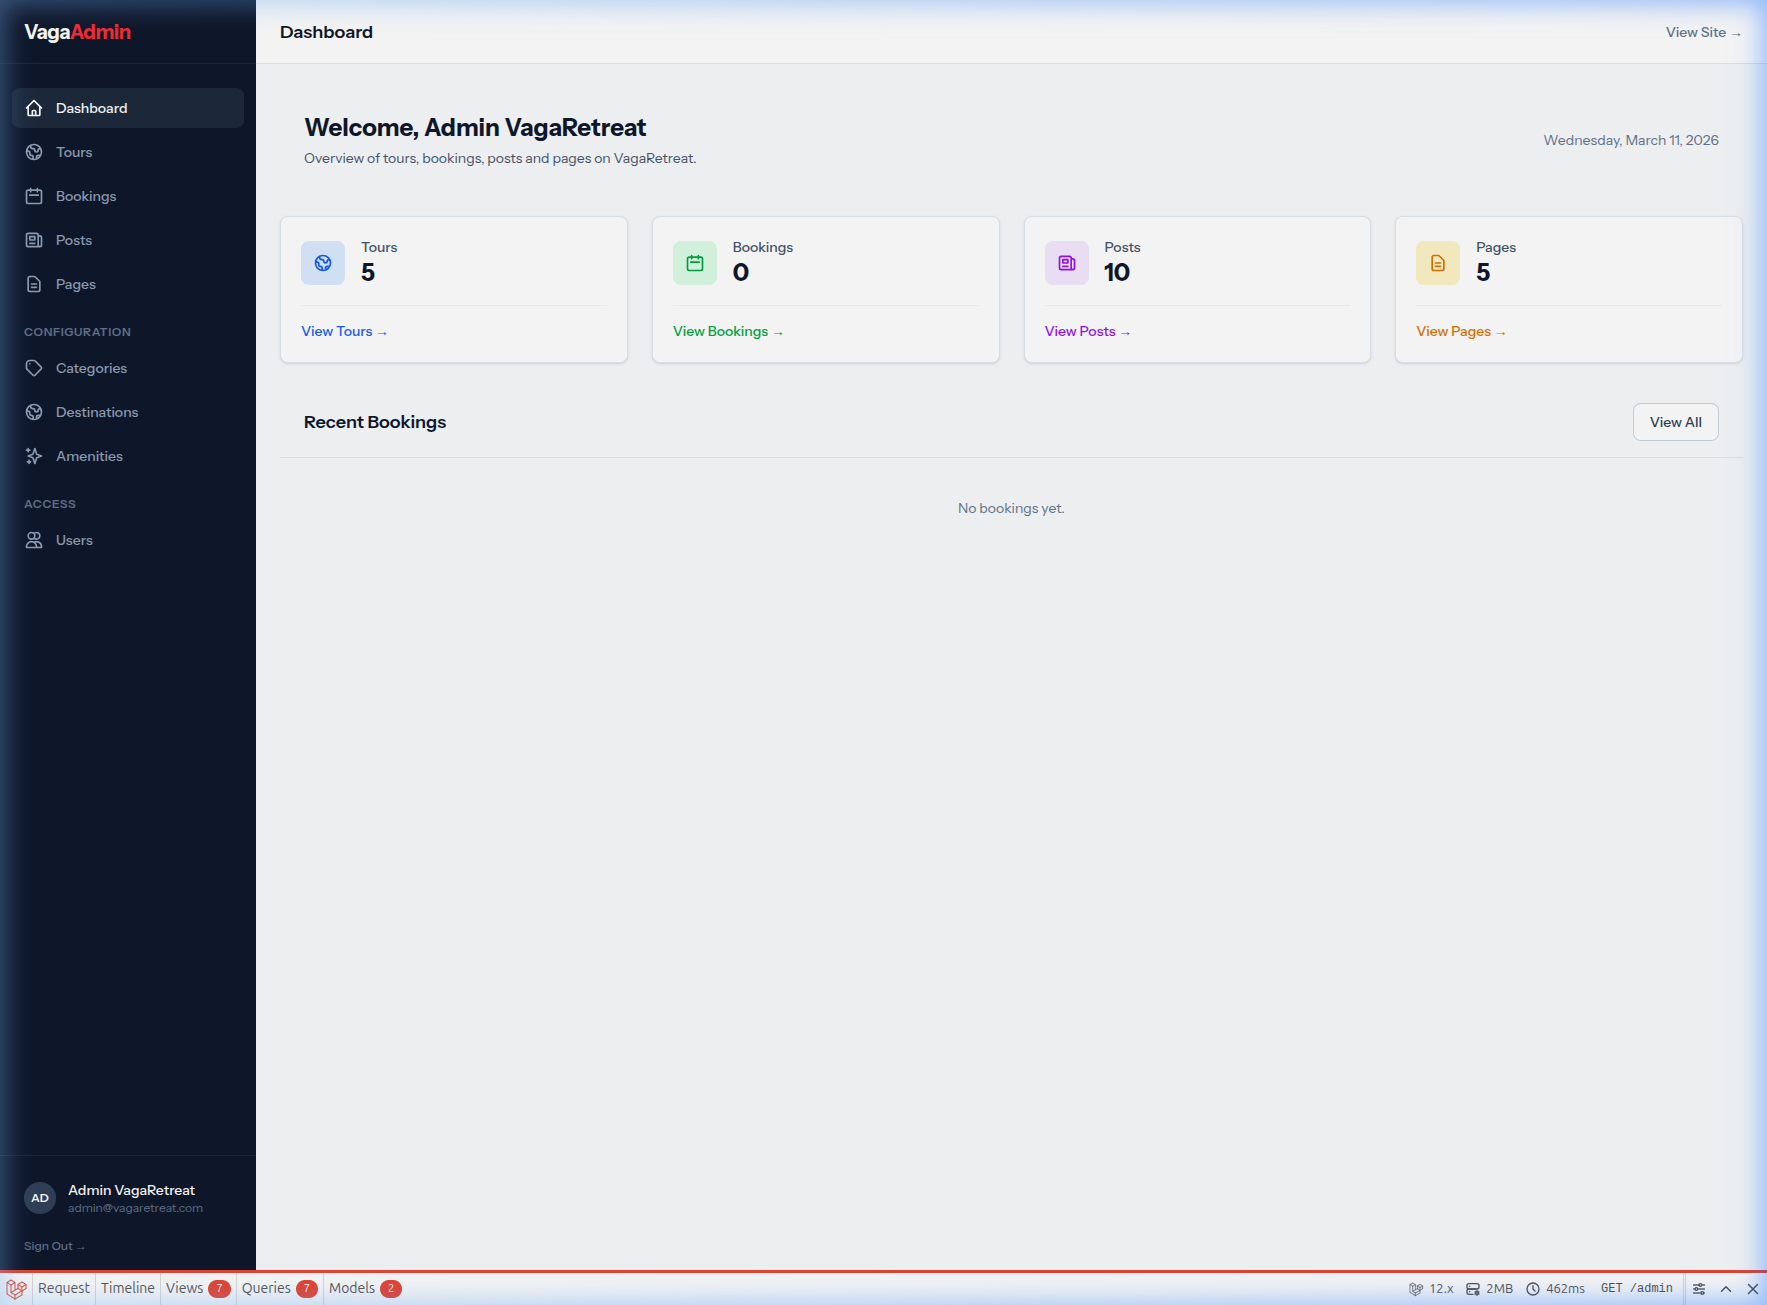 VagaAdmin
Dashboard
Tours
Bookings
Posts
Pages
CONFIGURATION
Categories
Destinations
Amenities
ACCESS
Users
AD
Admin VagaRetreat
admin@vagaretreat.com
Sign Out →
Dashboard
View Site →
Welcome, Admin VagaRetreat
Overview of tours, bookings, posts and pages on VagaRetreat.
Wednesday, March 11, 2026
Tours
5
View Tours →
Bookings
0
View Bookings →
Posts
10
View Posts →
Pages
5
View Pages →
Recent Bookings
View All
No bookings yet.
Request Timeline Views 7 Queries 7 Models 2 12.x 2MB 462ms GET /admin